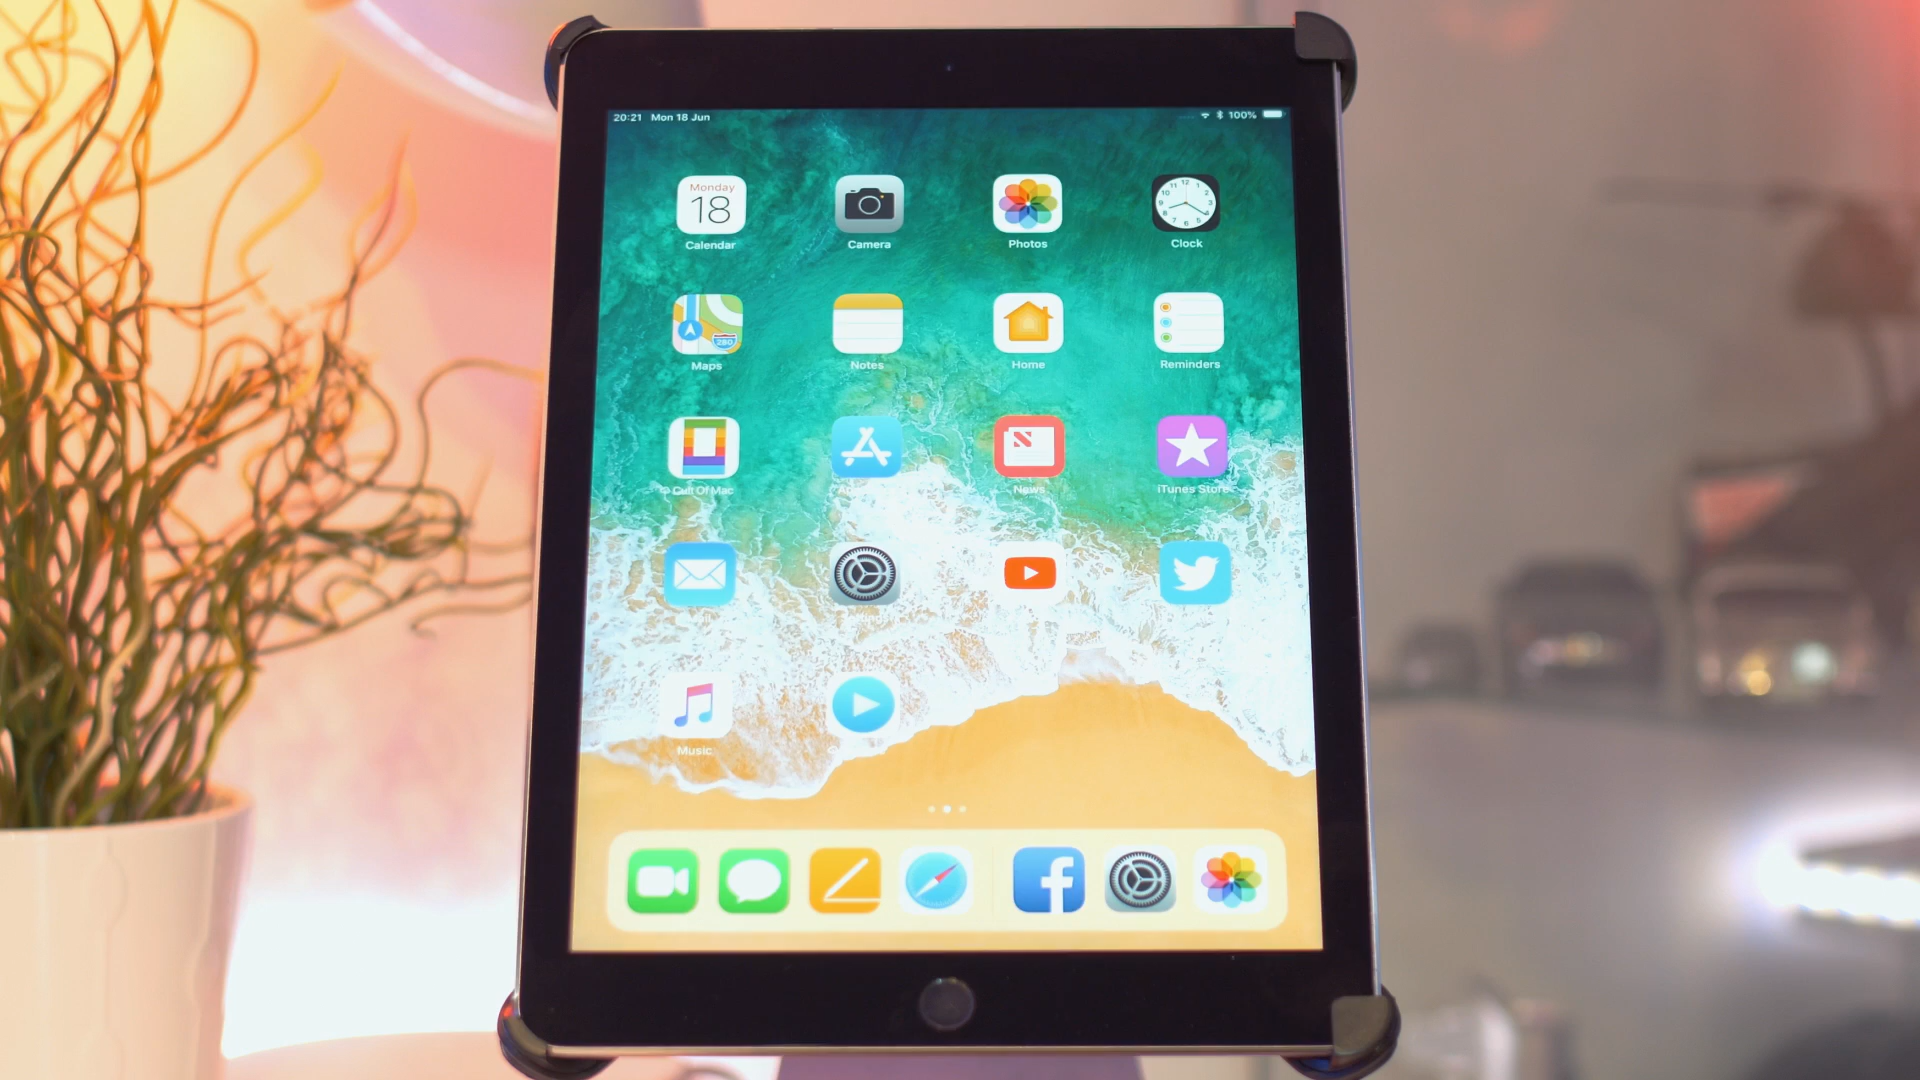 20:21 Mon 18 Jun 100%
Monday
18
Calendar Camera Photos Clock
280
Maps Notes Home Reminders
Cult Of Mac News iTunes Store
Music